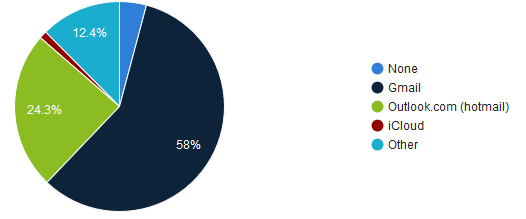 12.4%
24.3%
58%
None
Gmail
Outlook.com (hotmail)
iCloud
Other